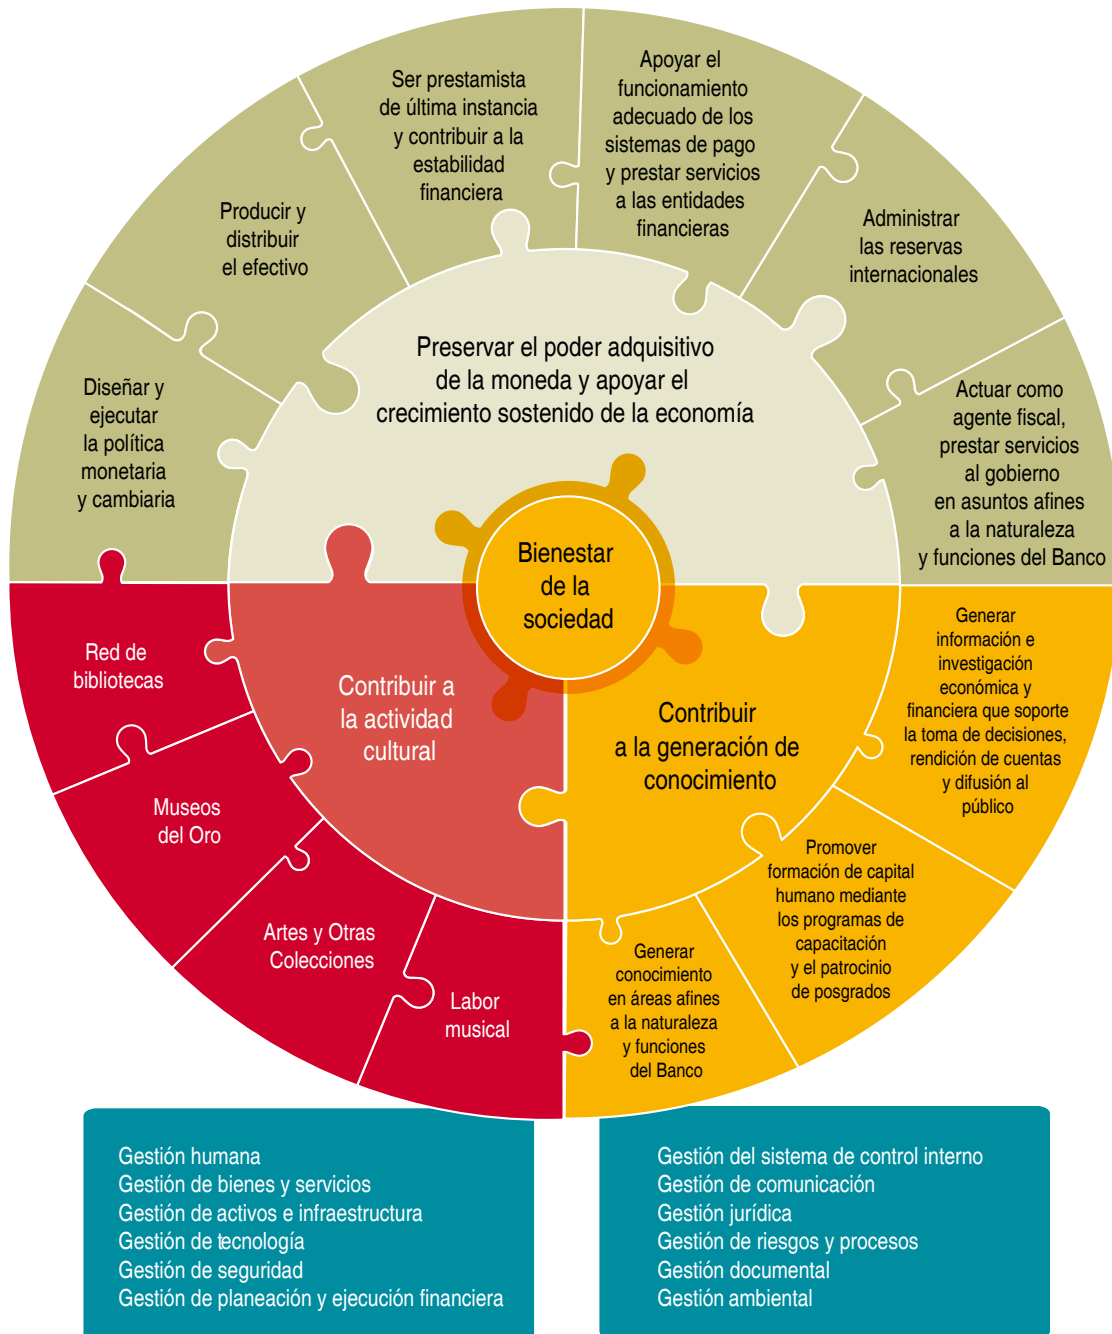 Ser prestamista
de última instancia
y contribuir a la
estabilidad
financiera
Apoyar el
funcionamiento
adecuado de los
sistemas de pago
y prestar servicios
a las entidades
financieras
Producir y
distribuir
el efectivo
Administrar
las reservas
internacionales
Diseñar y
ejecutar
la política
monetaria
y cambiaria
Preservar el poder adquisitivo
de la moneda y apoyar el
crecimiento sostenido de la economía
Actuar como
agente fiscal,
prestar servicios
al gobierno
en asuntos afines
a la naturaleza
y funciones del Banco
Bienestar
de la
sociedad
Red de
bibliotecas
Contribuir a
la actividad
cultural
Contribuir
a la generación de
conocimiento
Generar
información e
investigación
económica y
financiera que soporte
la toma de decisiones,
rendición de cuentas
y difusión al
público
Museos
del Oro
Promover
formación de capital
humano mediante
los programas de
capacitación
y el patrocinio
de posgrados
Artes y Otras
Colecciones
Labor
musical
Generar
conocimiento
en áreas afines
a la naturaleza
y funciones
del Banco
Gestión humana
Gestión de bienes y servicios
Gestión de activos e infraestructura
Gestión de tecnología
Gestión de seguridad
Gestión de planeación y ejecución financiera
Gestión del sistema de control interno
Gestión de comunicación
Gestión jurídica
Gestión de riesgos y procesos
Gestión documental
Gestión ambiental